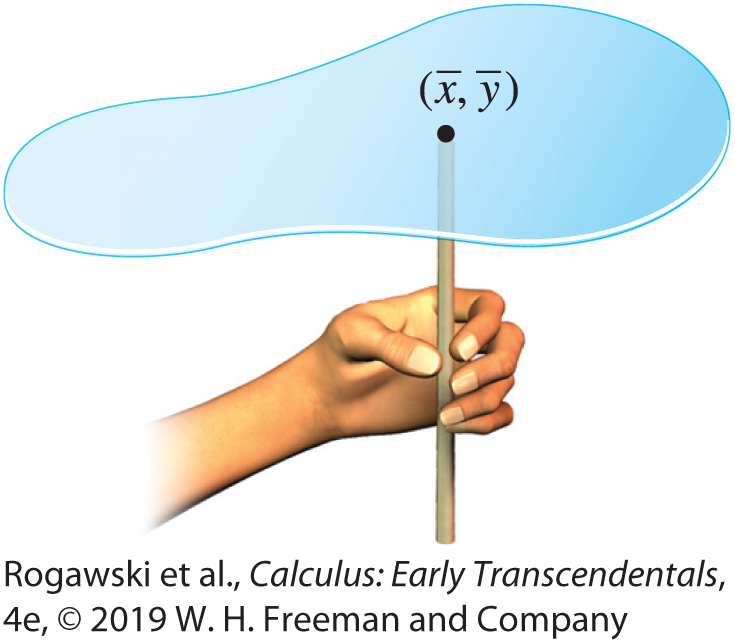 (x̅, y̅)
Rogawski et al., Calculus: Early Transcendentals,
4e, © 2019 W. H. Freeman and Company